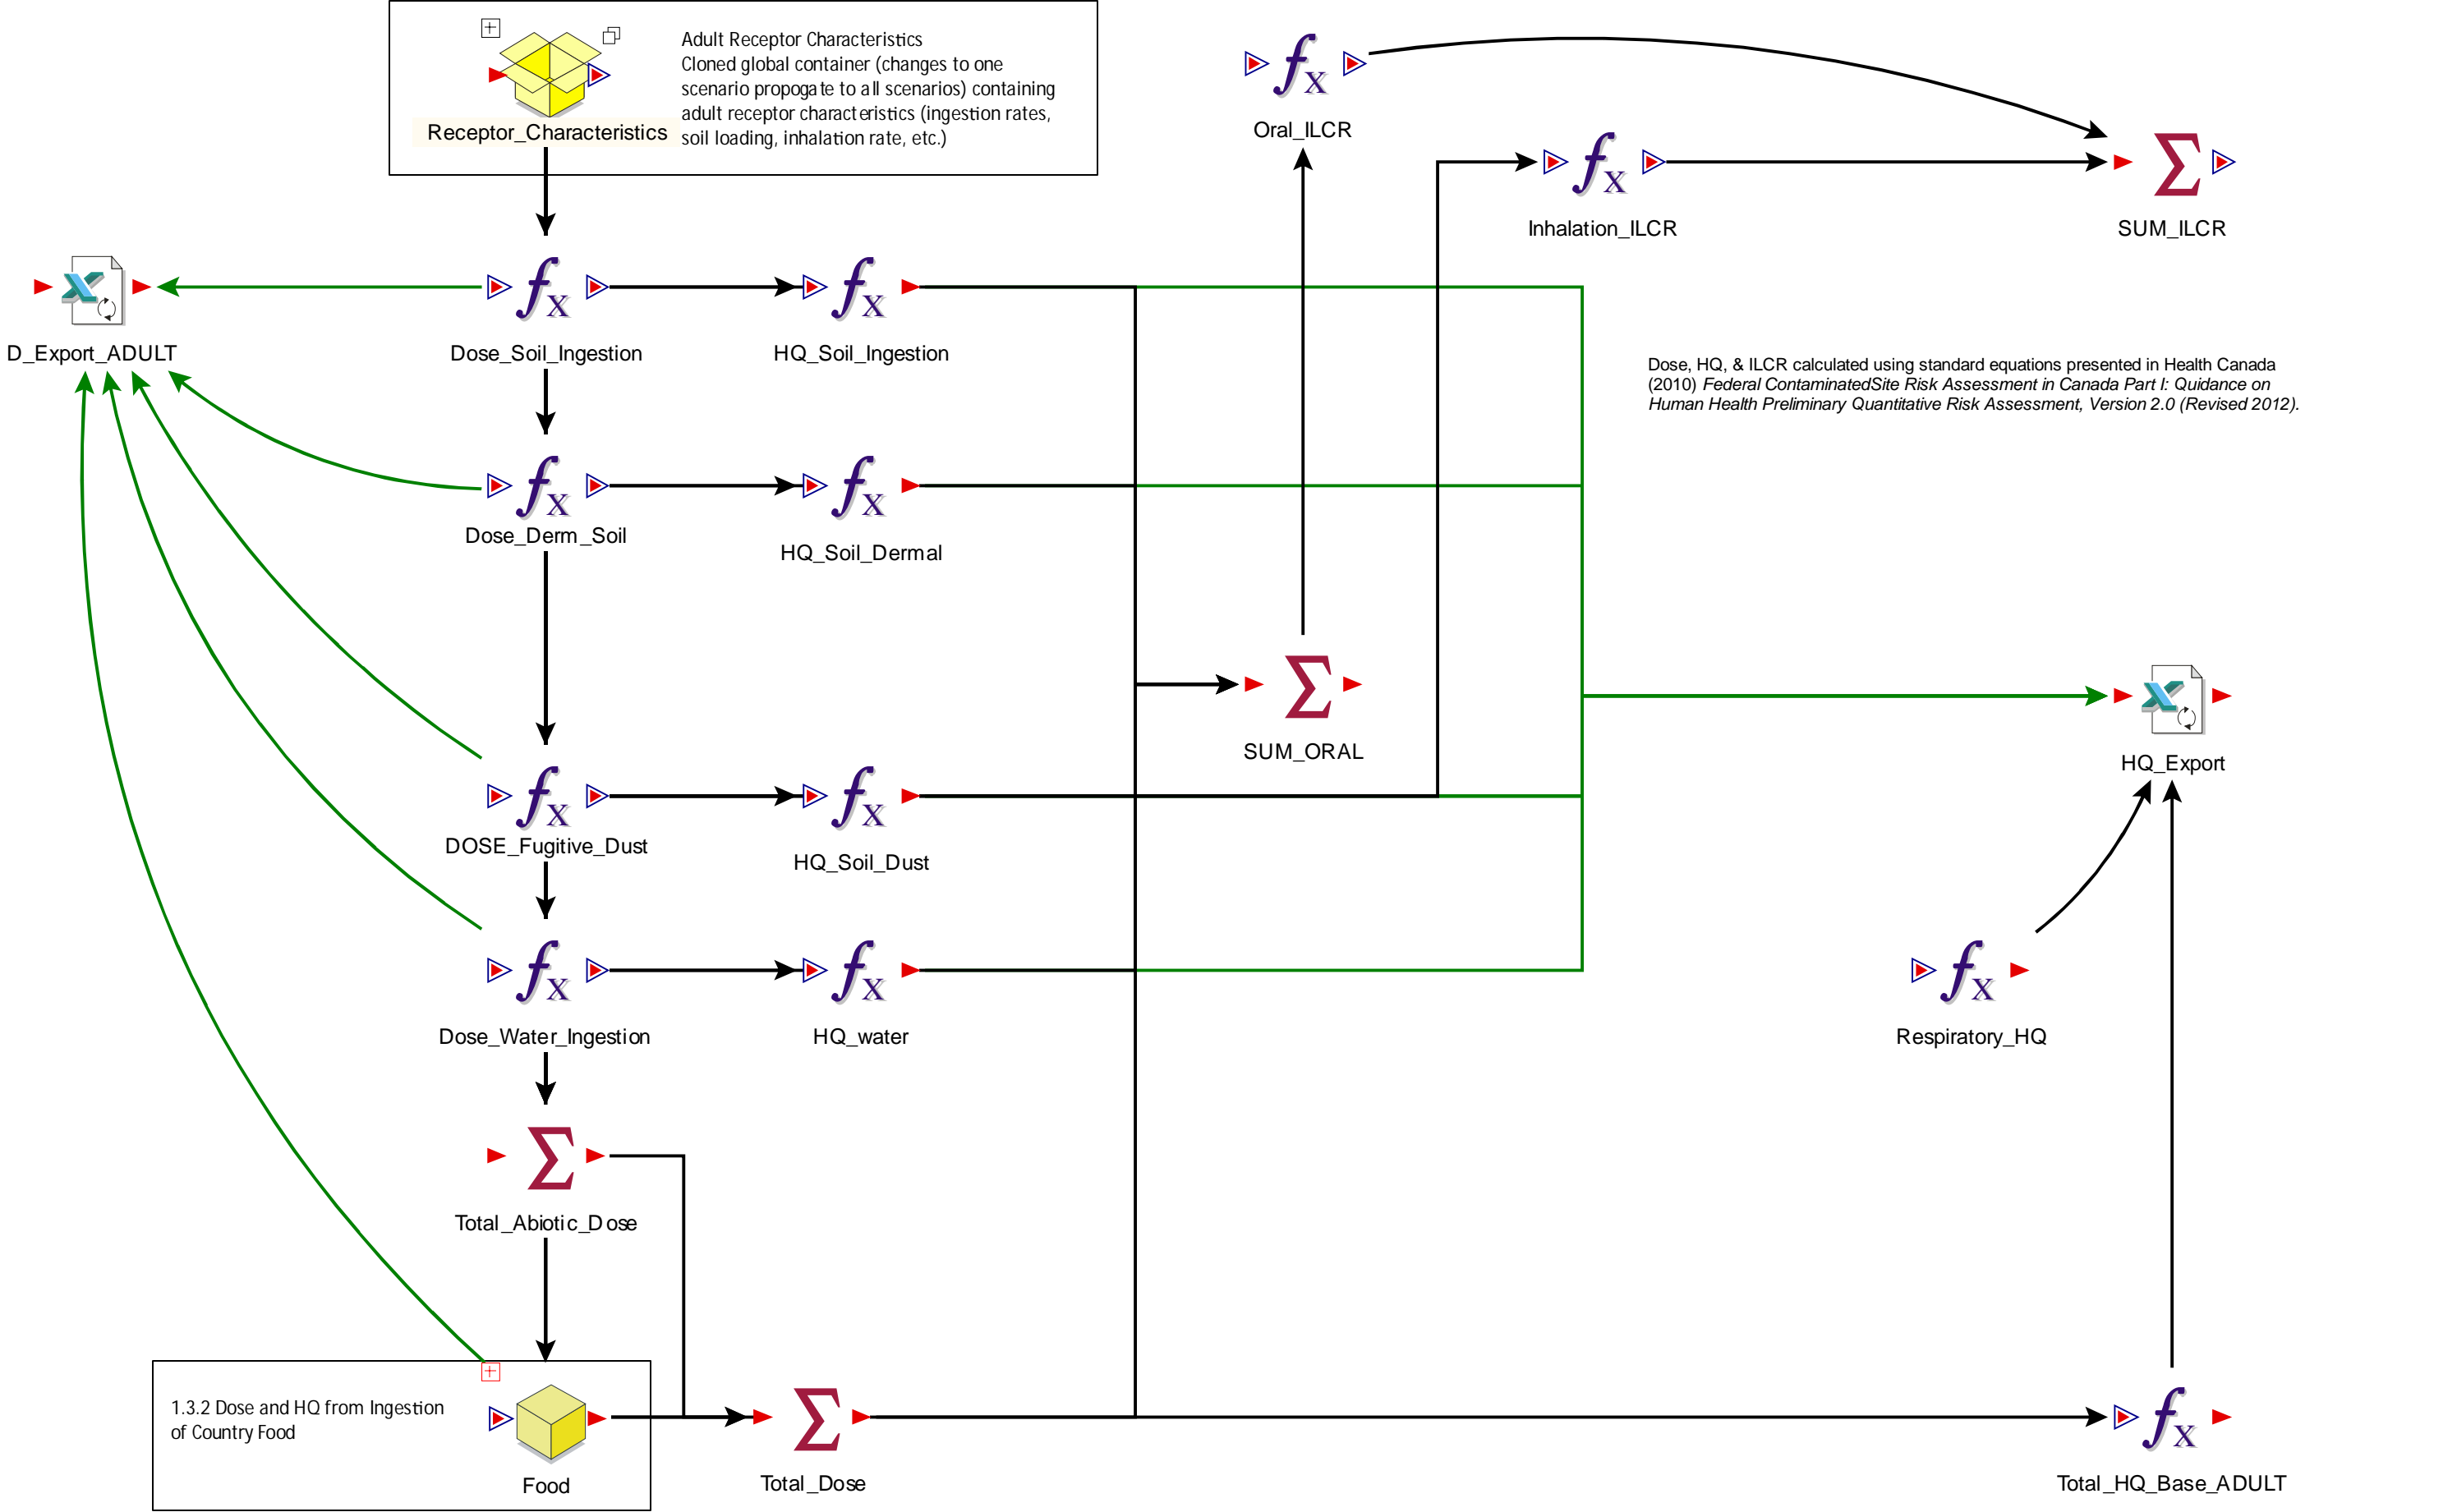 Adult Receptor Characteristics
Cloned global container (changes to one
scenario propogate to all scenarios) containing
adult receptor characteristics (ingestion rates,
soil loading, inhalation rate, etc.)
Receptor_Characteristics
Oral_ILCR
Inhalation_ILCR
SUM_ILCR
D_Export_ADULT
Dose_Soil_Ingestion
HQ_Soil_Ingestion
Dose, HQ, & ILCR calculated using standard equations presented in Health Canada
(2010) Federal ContaminatedSite Risk Assessment in Canada Part I: Quidance on
Human Health Preliminary Quantitative Risk Assessment, Version 2.0 (Revised 2012).
Dose_Derm_Soil
HQ_Soil_Dermal
SUM_ORAL
HQ_Export
DOSE_Fugitive_Dust
HQ_Soil_Dust
Dose_Water_Ingestion
HQ_water
Respiratory_HQ
Total_Abiotic_Dose
1.3.2 Dose and HQ from Ingestion
of Country Food
Food
Total_Dose
Total_HQ_Base_ADULT